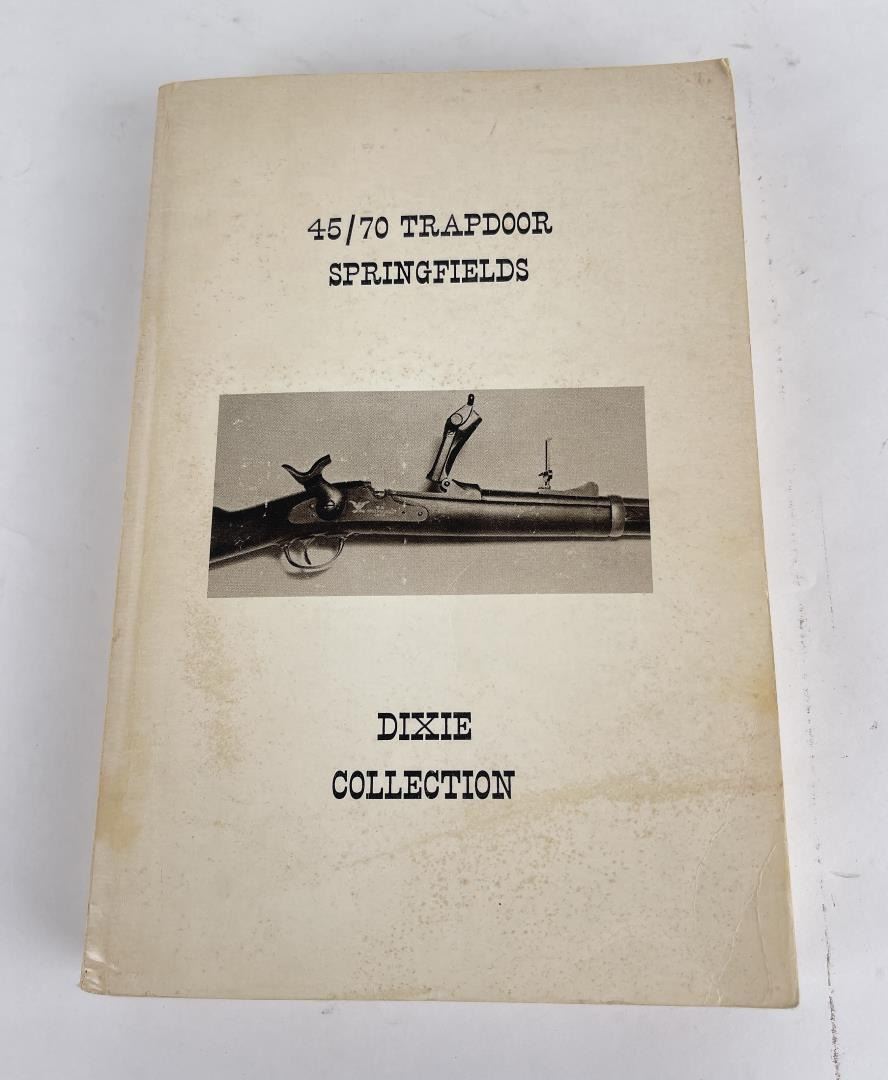 45/70 TRAPDOOR
SPRINGFIELDS
DIXIE
COLLECTION